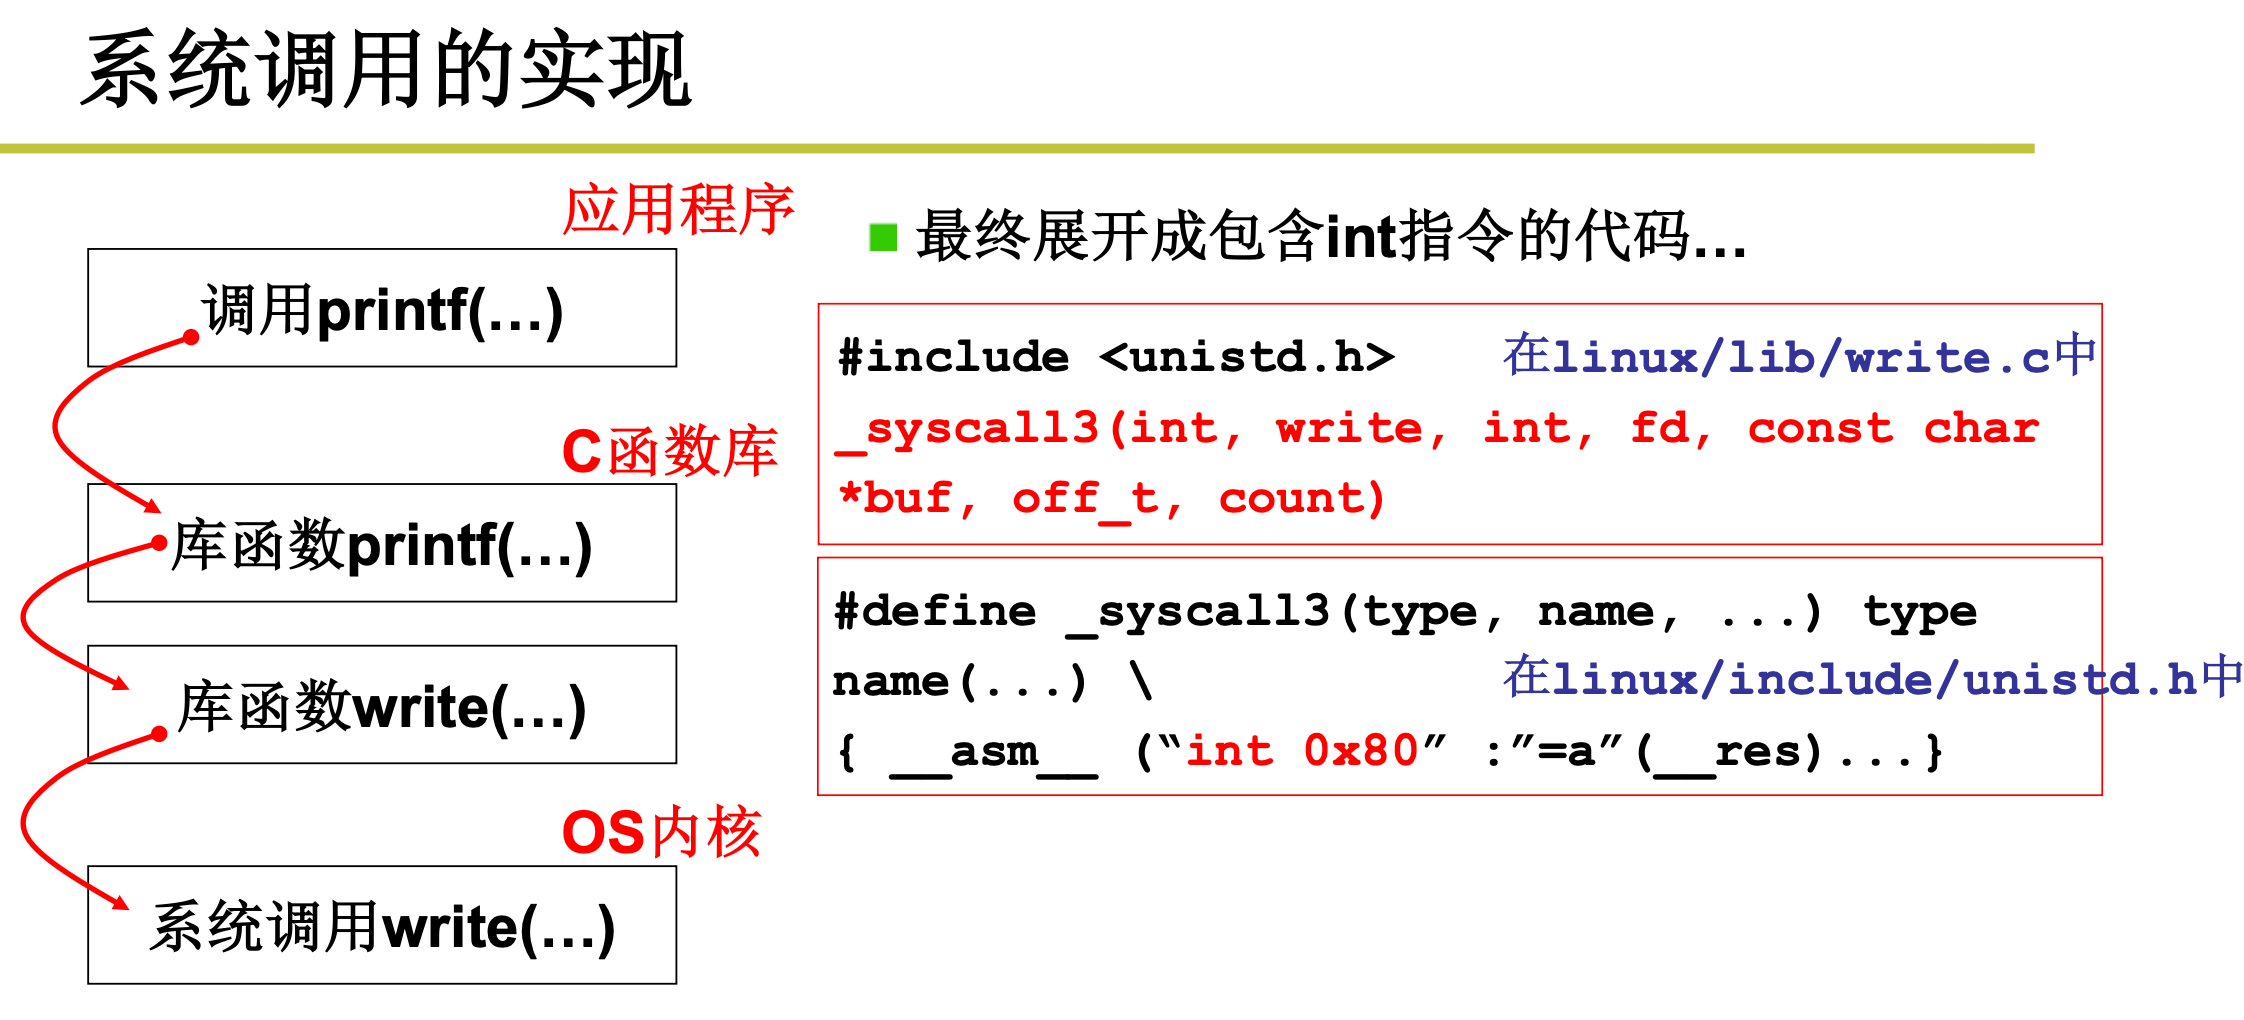 系统调用的实现
应用程序
调用printf(…)
C函数库
库函数printf(…)
库函数write(…)
OS内核
系统调用write(…)
最终展开成包含int指令的代码…
#include <unistd.h> 在linux/lib/write.c中
_syscall3(int, write, int, fd, const char
*buf, off_t, count)
#define _syscall3(type, name, ...) type
name(...) \ 在linux/include/unistd.h中
{ __asm__ (“int 0x80” :”=a”(__res)...}